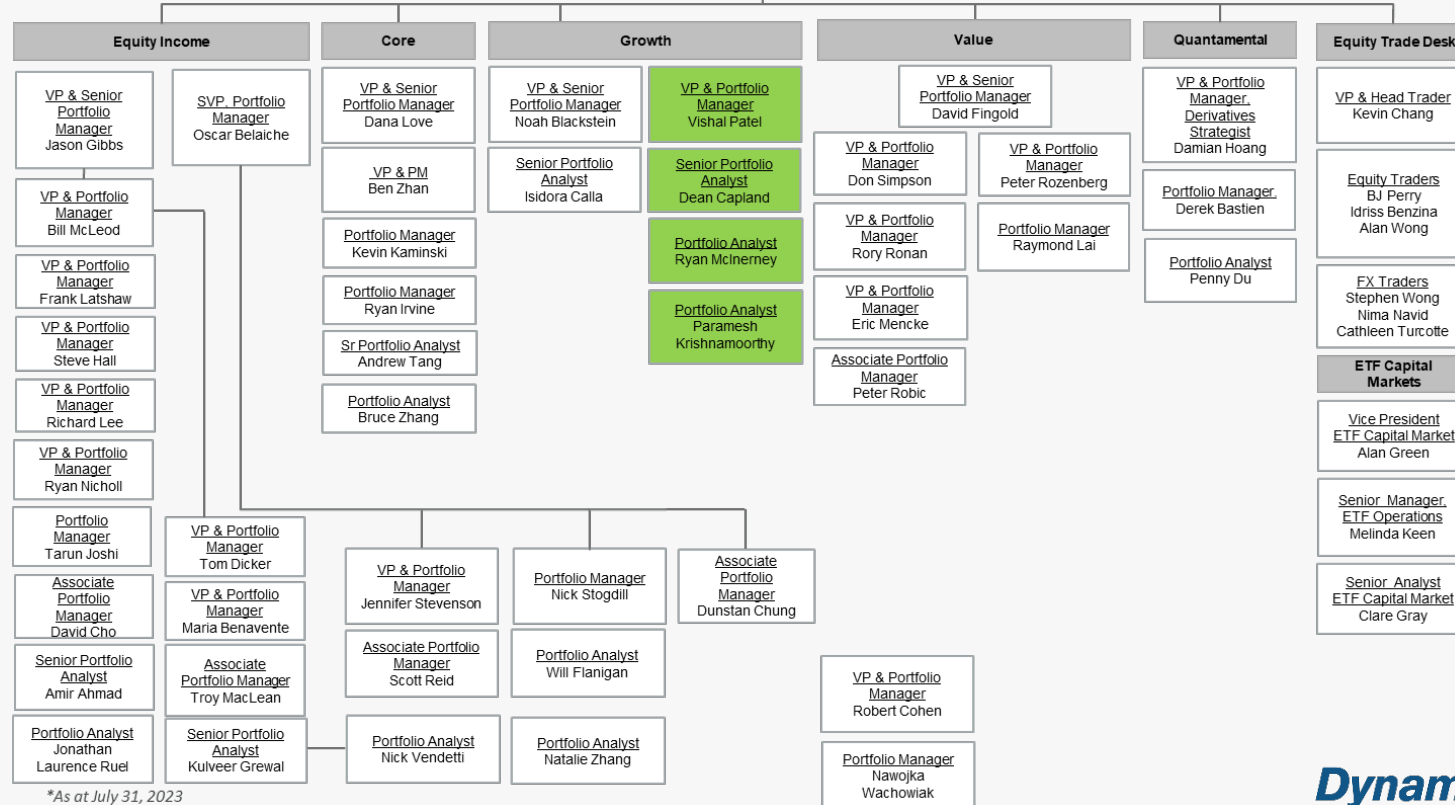 Equity Income
VP & Senior
Portfolio
Manager
Jason Gibbs
SVP, Portfolio
Manager
Oscar Belaiche
VP & Portfolio
Manager
Bill McLeod
VP & Portfolio
Manager
Frank Latshaw
VP & Portfolio
Manager
Steve Hall
VP & Portfolio
Manager
Richard Lee
VP & Portfolio
Manager
Ryan Nicholl
Portfolio
Manager
Tarun Joshi
Associate
Portfolio
Manager
David Cho
Senior Portfolio
Analyst
Amir Ahmad
Portfolio Analyst
Jonathan
Laurence Ruel
VP & Portfolio
Manager
Tom Dicker
VP & Portfolio
Manager
Maria Benavente
Associate
Portfolio Manager
Troy MacLean
Senior Portfolio
Analyst
Kulveer Grewal
VP & Portfolio
Manager
Jennifer Stevenson
Associate Portfolio
Manager
Scott Reid
Portfolio Analyst
Nick Vendetti
Portfolio Manager
Nick Stogdill
Portfolio Analyst
Will Flanigan
Portfolio Analyst
Natalie Zhang
Associate
Portfolio
Manager
Dunstan Chung
Core
VP & Senior
Portfolio Manager
Dana Love
VP & PM
Ben Zhan
Portfolio Manager
Kevin Kaminski
Portfolio Manager
Ryan Irvine
Sr Portfolio Analyst
Andrew Tang
Portfolio Analyst
Bruce Zhang
Growth
VP & Senior
Portfolio Manager
Noah Blackstein
Senior Portfolio
Analyst
Isidora Calla
VP & Portfolio
Manager
Vishal Patel
Senior Portfolio
Analyst
Dean Capland
Portfolio Analyst
Ryan McInerney
Portfolio Analyst
Paramesh
Krishnamoorthy
Value
VP & Senior
Portfolio Manager
David Fingold
VP & Portfolio
Manager
Don Simpson
VP & Portfolio
Manager
Rory Ronan
VP & Portfolio
Manager
Eric Mencke
Associate Portfolio
Manager
Peter Robic
VP & Portfolio
Manager
Peter Rozenberg
Portfolio Manager
Raymond Lai
VP & Portfolio
Manager
Robert Cohen
Portfolio Manager
Nawojka
Wachowiak
Quantamental
VP & Portfolio
Manager,
Derivatives
Strategist
Damian Hoang
Portfolio Manager,
Derek Bastien
Portfolio Analyst
Penny Du
Equity Trade Desk
VP & Head Trader
Kevin Chang
Equity Traders
BJ Perry
Idriss Benzina
Alan Wong
FX Traders
Stephen Wong
Nima Navid
Cathleen Turcotte
ETF Capital
Markets
Vice President
ETF Capital Market
Alan Green
Senior Manager,
ETF Operations
Melinda Keen
Senior Analyst
ETF Capital Market
Clare Gray
*As at July 31, 2023
Dynam